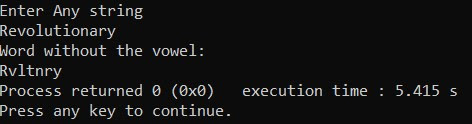 Enter Any string
Revolutionary
Word without the vowel:
Rvltnry
Process returned 0 (0x0)   execution time : 5.415 s
Press any key to continue.